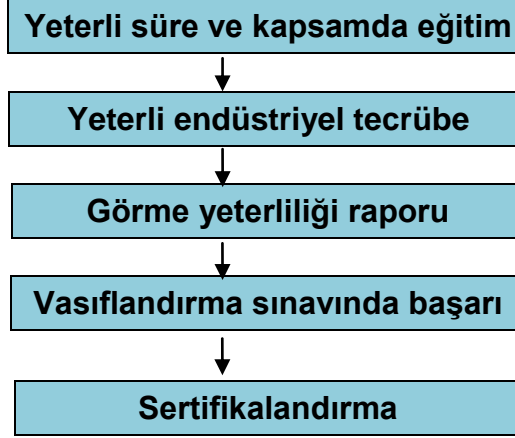 Yeterli süre ve kapsamda eğitim
Yeterli endüstriyel tecrübe
Görme yeterliliği raporu
Vasıflandırma sınavında başarı
Sertifikalandırma